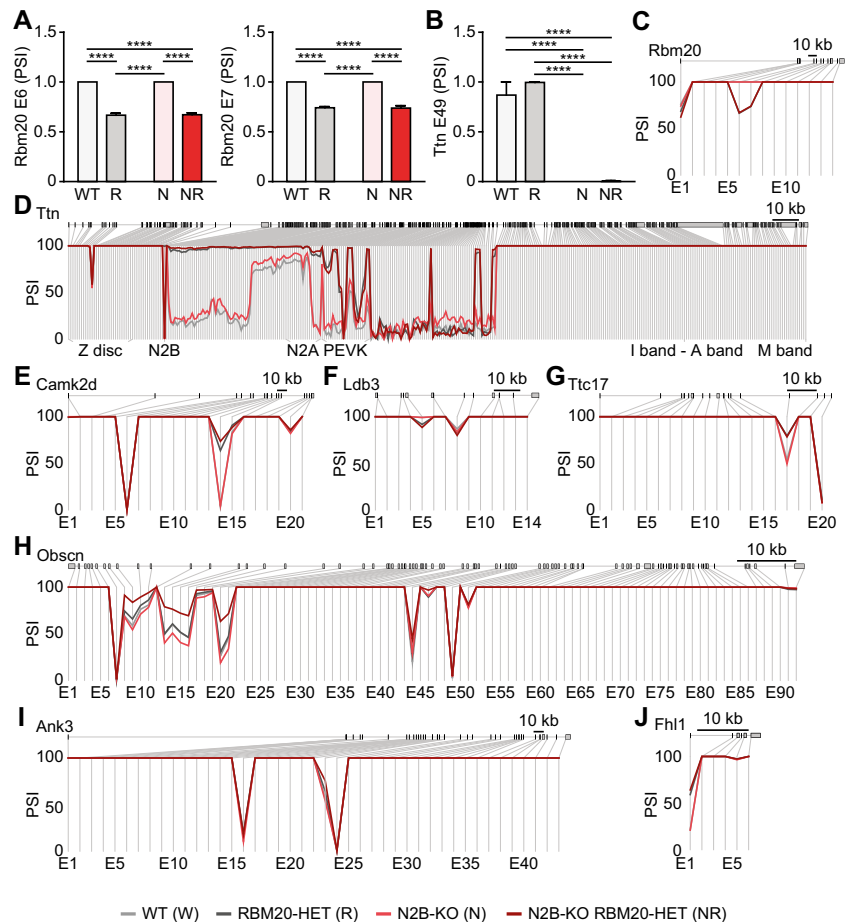 A
Rbm20 E6 (PSI)
1.5
1.0
0.5
0
****
**** ****
****
WT R N NR
Rbm20 E7 (PSI)
1.5
1.0
0.5
0
****
**** ****
****
WT R N NR
B
Ttn E49 (PSI)
1.5
1.0
0.5
0
****
****
****
****
WT R N NR
C
Rbm20
10 kb
PSI
100
50
0
E1 E5 E10
D
Ttn
10 kb
PSI
100
50
0
Z disc N2B N2A PEVK I band - A band M band
E
Camk2d
10 kb
PSI
100
50
0
E1 E5 E10 E15 E20
F
Ldb3
10 kb
100
50
0
E1 E5 E10 E14
G
Ttc17
10 kb
PSI
100
50
0
E1 E5 E10 E15 E20
H
Obscn
10 kb
PSI
100
50
0
E1 E5 E10 E15 E20 E25 E30 E35 E40 E45 E50 E55 E60 E65 E70 E75 E80 E85 E90
I
Ank3
10 kb
PSI
100
50
0
E1 E5 E10 E15 E20 E25 E30 E35 E40
J
Fhl1
10 kb
PSI
100
50
0
E1 E5
WT (W) RBM20-HET (R) N2B-KO (N) N2B-KO RBM20-HET (NR)